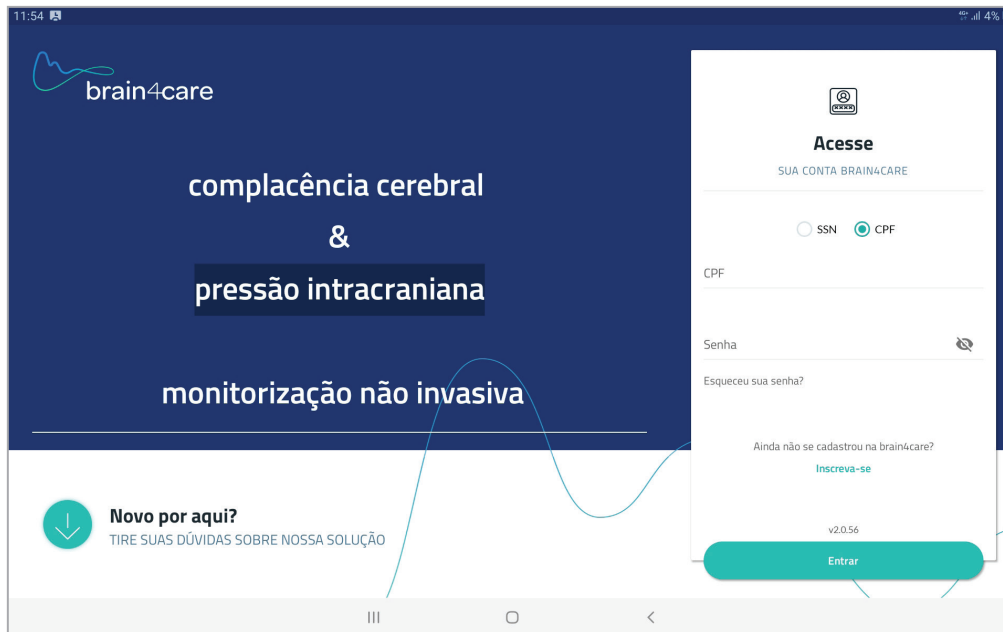 11:54
4G+ 4%
brain4care
complacência cerebral
&
pressão intracraniana
monitorização não invasiva
Novo por aqui?
TIRE SUAS DÚVIDAS SOBRE NOSSA SOLUÇÃO
Acesse
SUA CONTA BRAIN4CARE
SSN CPF
CPF
Senha
Esqueceu sua senha?
Ainda não se cadastrou na brain4care?
Inscreva-se
v2.0.56
Entrar